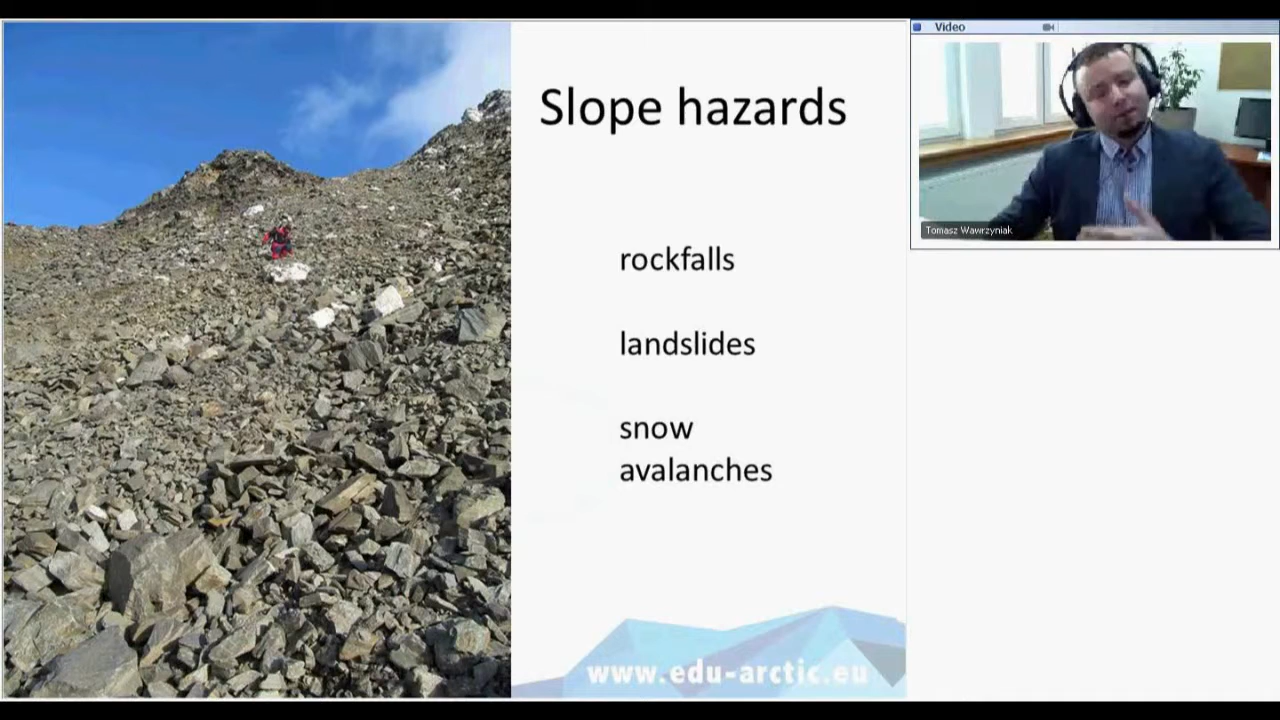 Slope hazards
rockfalls
landslides
snow
avalanches
www.edu-arctic.eu
Video
Tomasz Wawrzyniak